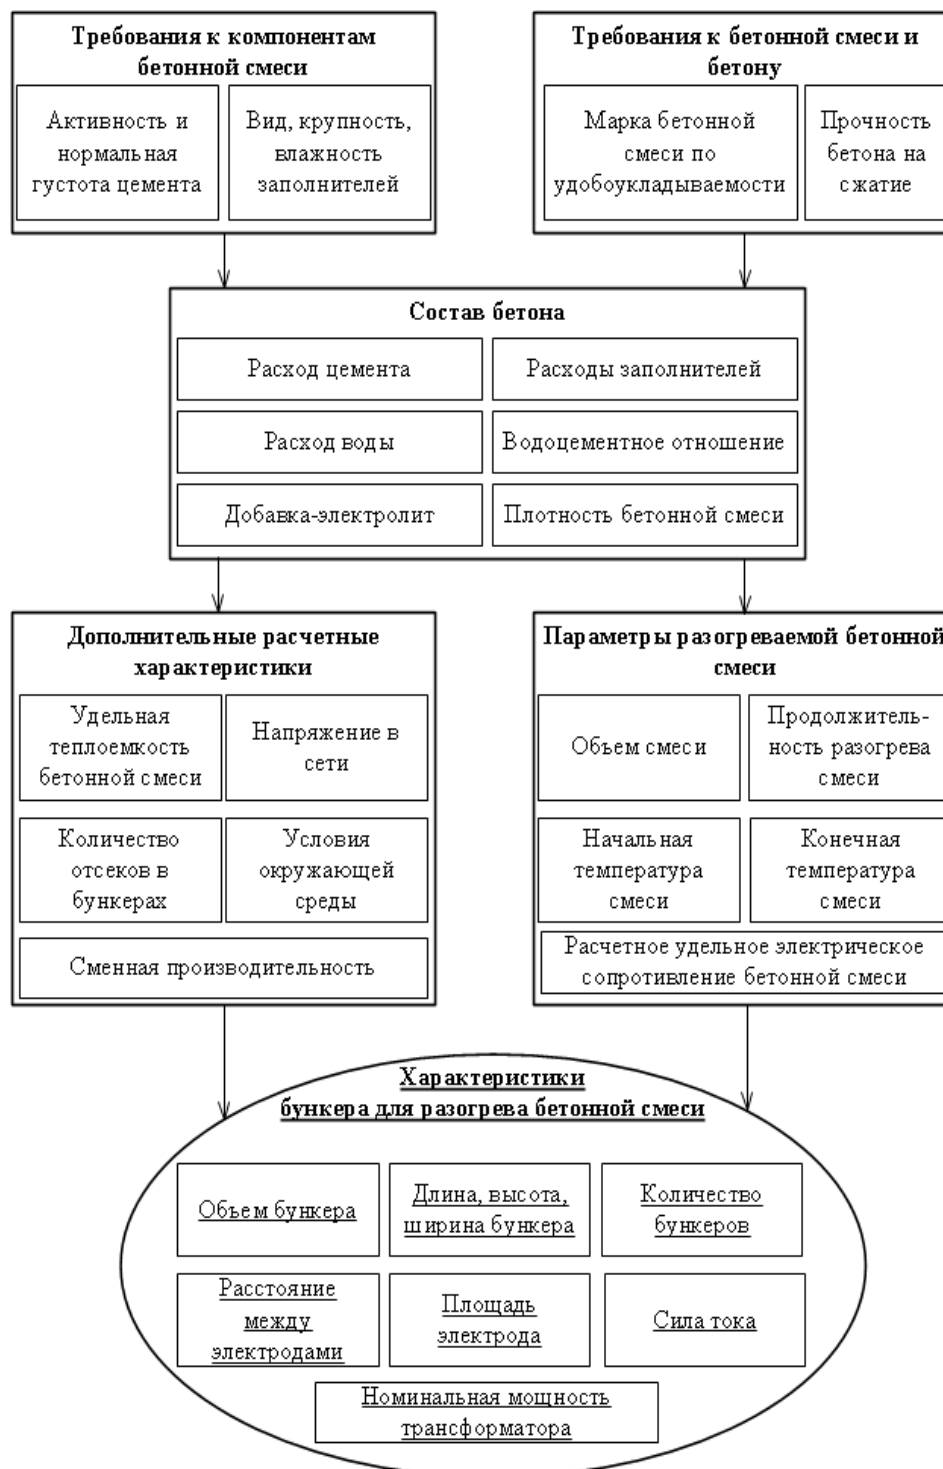 Требования к компонентам
бетонной смеси
Активность и
нормальная
густота цемента
Вид, крупность,
влажность
заполнителей
Требования к бетонной смеси и
бетону
Марка бетонной
смеси по
удобоукладываемости
Прочность
бетона на
сжатие
Состав бетона
Расход цемента
Расходы заполнителей
Расход воды
Водоцементное отношение
Добавка-электролит
Плотность бетонной смеси
Дополнительные расчетные
характеристики
Удельная
теплоемкость
бетонной смеси
Напряжение в
сети
Количество
отсеков в
бункерах
Условия
окружающей
среды
Сменная производительность
Параметры разогреваемой бетонной
смеси
Объем смеси
Продолжитель-
ность разогрева
смеси
Начальная
температура
смеси
Конечная
температура
смеси
Расчетное удельное электрическое
сопротивление бетонной смеси
Характеристики
бункера для разогрева бетонной смеси
Объем бункера
Длина, высота,
ширина бункера
Количество
бункеров
Расстояние
между
электродами
Площадь
электрода
Сила тока
Номинальная мощность
трансформатора